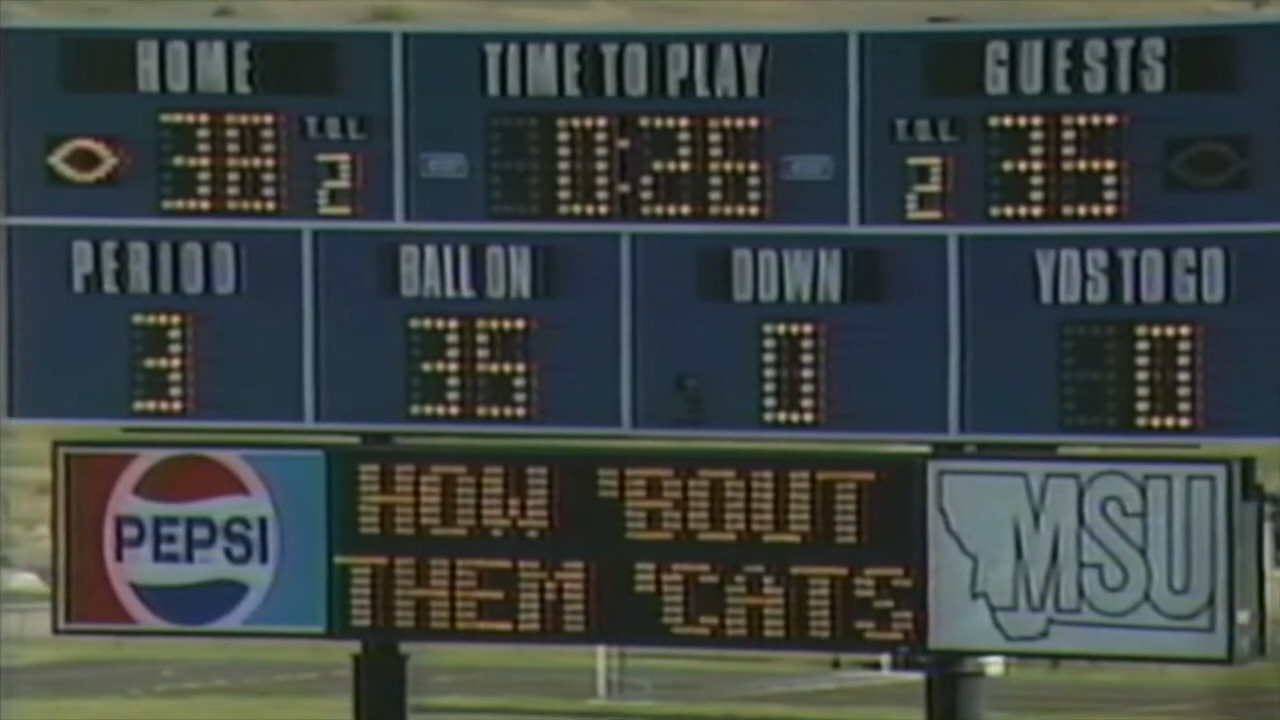 HOME
TIME TO PLAY
GUESTS
38
T.O.L.
2
0:26
T.O.L.
2
35
PERIOD
BALL ON
DOWN
YDS TO GO
3
35
0
0
PEPSI
HOW 'BOUT
THEM 'CATS
MSU